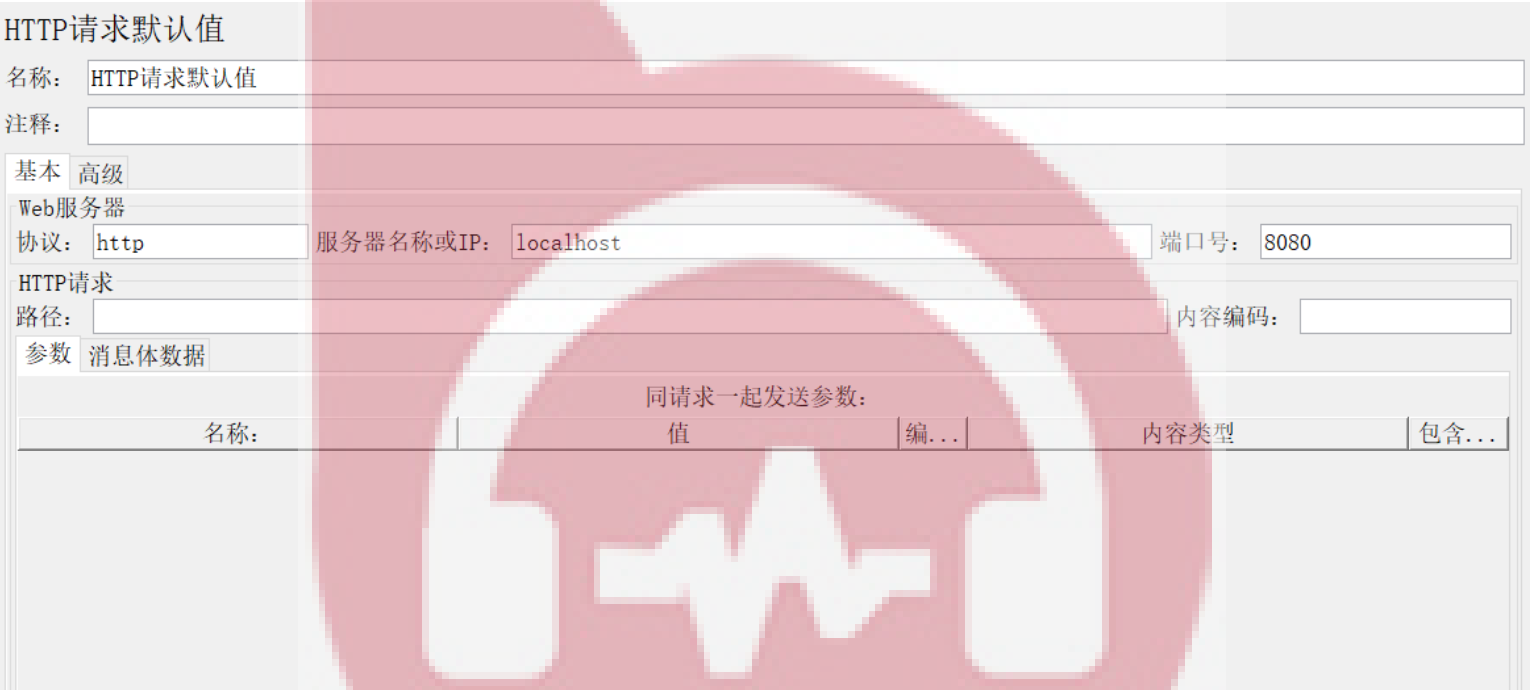 HTTP请求默认值
名称： HTTP请求默认值
注释：
基本 高级
Web服务器
协议： http 服务器名称或IP： localhost 端口号： 8080
HTTP请求
路径： 内容编码：
参数 消息体数据
同请求一起发送参数：
名称： 值 编... 内容类型 包含...